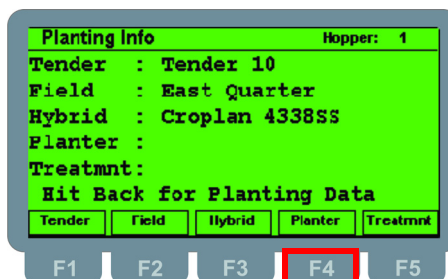 Planting Info Hopper: 1
Tender : Tender 10
Field : East Quarter
Hybrid : Croplan 4338SS
Planter :
Treatmnt:
Hit Back for Planting Data
Tender Field Hybrid Planter Treatmnt
F1 F2 F3 F4 F5